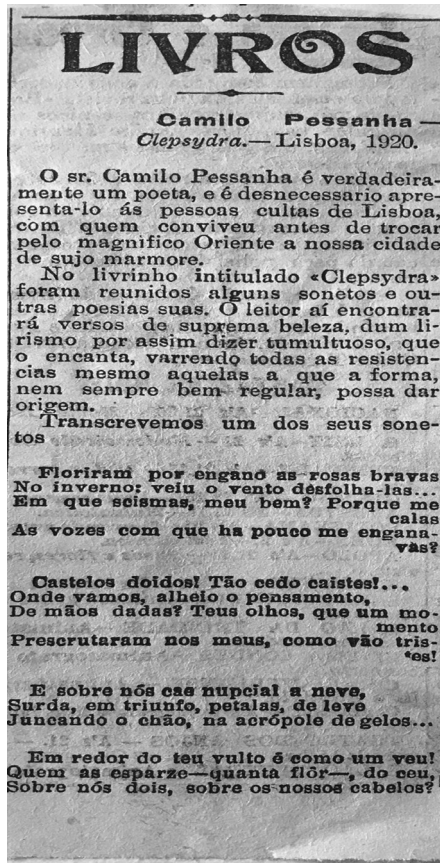 LIVROS
Camilo Pessanha —
Clepsydra.— Lisboa, 1920.
O sr. Camilo Pessanha é verdadeira-
mente um poeta, e é desnecessario apre-
senta-lo ás pessoas cultas de Lisboa,
com quem conviveu antes de trocar
pelo magnifico Oriente a nossa cidade
de sujo marmore.
No livrinho intitulado «Clepsydra»
foram reunidos alguns sonetos e ou-
tras poesias suas. O leitor aí encontra-
rá versos de suprema beleza, dum li-
rismo por assim dizer tumultuoso, que
o encanta, varrendo todas as resisten-
cias mesmo aquelas a que a forma,
nem sempre bem regular, possa dar
origem.
Transcrevemos um dos seus sone-
tos
Floriram por engano as rosas bravas
No inverno: veiu o vento desfolha-las...
Em que scismas, meu bem? Porque me
calas
As vozes com que ha pouco me engana-
vas?
Castelos doidos! Tão cedo caistes!...
Onde vamos, alheio o pensamento,
De mãos dadas? Teus olhos, que um mo-
mento
Prescrutaram nos meus, como vão tris-
tes!
E sobre nós cae nupcial a neve,
Surda, em triunfo, petalas, de leve
Juncando o chão, na acrópole de gelos...
Em redor do teu vulto é como um veu!
Quem as esparze—quanta flôr—, do ceu,
Sobre nós dois, sobre os nossos cabelos?